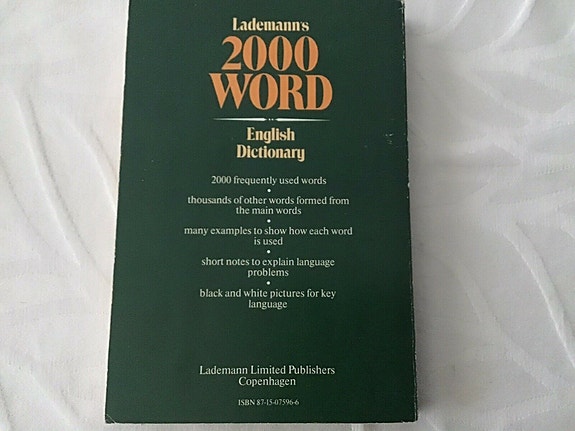 Lademann's
2000
WORD
English
Dictionary
2000 frequently used words
•
thousands of other words formed from
the main words
•
many examples to show how each word
is used
•
short notes to explain language
problems
•
black and white pictures for key
language
Lademann Limited Publishers
Copenhagen
ISBN 87-15-07596-6